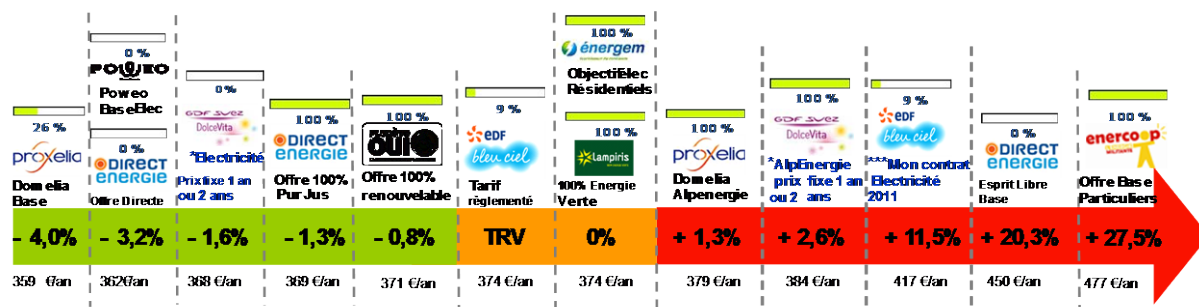 26 %
proxelia
Domelia
Base
- 4,0%
359 €/an
0 %
POWEO
Poweo
BaseElec
0 %
DIRECT
ENERGIE
Offre Directe
- 3,2%
362€/an
0 %
GDF SUEZ
DolceVita
*Electricité
Prix fixe 1 an
ou 2 ans
- 1,6%
368 €/an
100 %
DIRECT
ENERGIE
Offre 100%
Pur Jus
- 1,3%
369 €/an
100 %
OUI
Offre 100%
renouvelable
- 0,8%
371 €/an
9 %
edf
bleu ciel
Tarif
règlementé
TRV
374 €/an
100 %
énergem
ObjectifElec
Résidentiels
100 %
Lampiris
100% Energie
Verte
0%
374 €/an
100 %
proxelia
Domelia
Alpenergie
+ 1,3%
379 €/an
100 %
GDF SUEZ
DolceVita
*AlpEnergie
prix fixe 1 an
ou 2 ans
+ 2,6%
384 €/an
9 %
edf
bleu ciel
***Mon contrat
Electricité
2011
+ 11,5%
417 €/an
0 %
DIRECT
ENERGIE
Esprit Libre
Base
+ 20,3%
450 €/an
100 %
enercoop
Offre Base
Particuliers
+ 27,5%
477 €/an